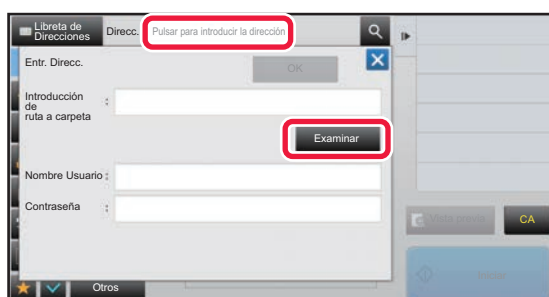 Libreta de
Direcciones
Direcc.
Pulsar para introducir la dirección
Entr. Direcc.
OK
Introducción
de
ruta a carpeta
:
Examinar
Nombre Usuario :
Contraseña :
Vista previa
CA
Iniciar
Otros